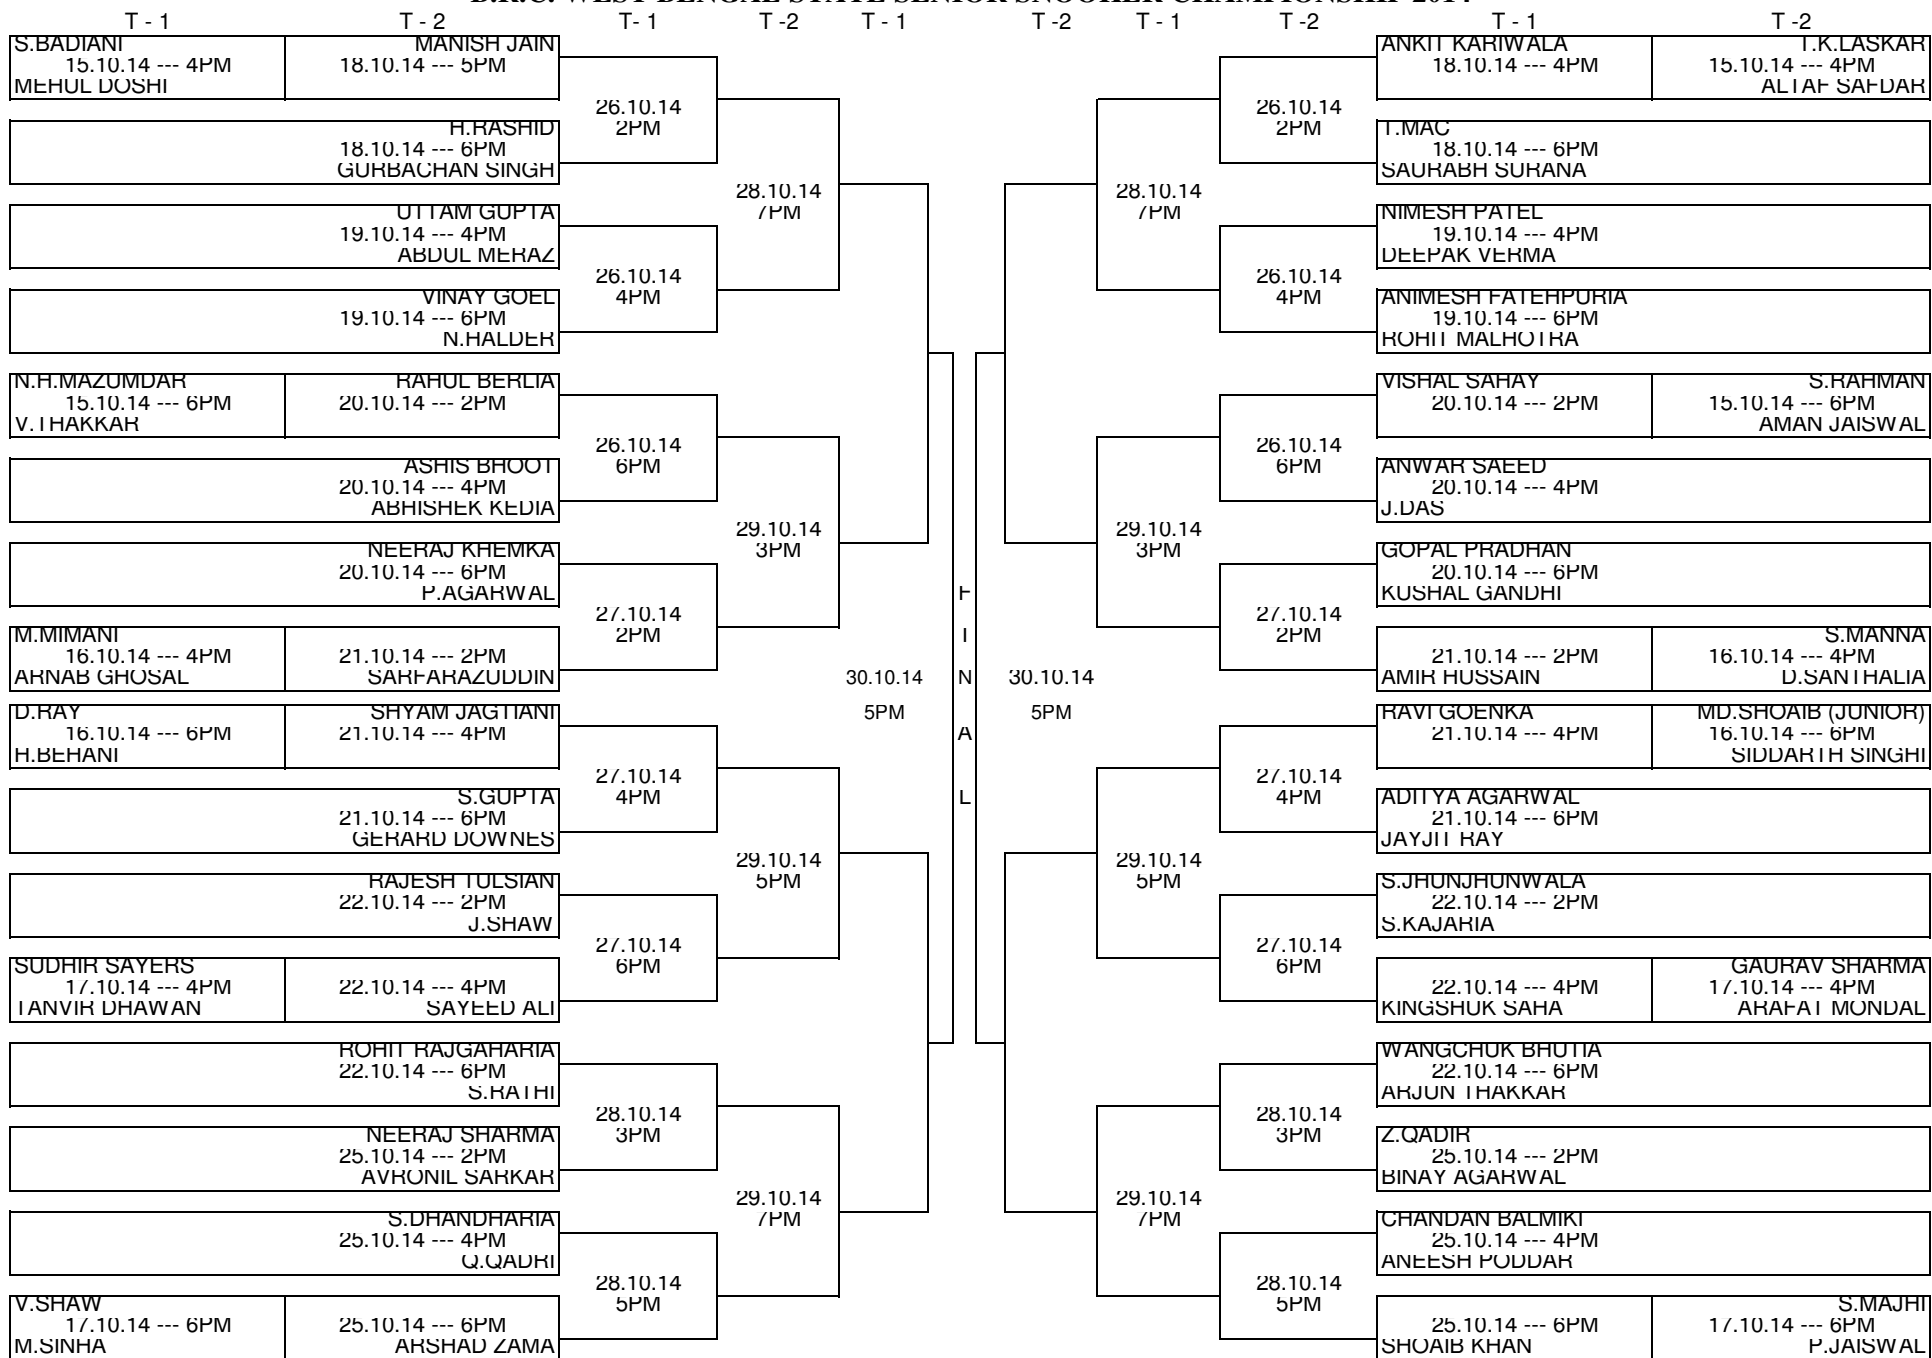 D.R.C. WEST BENGAL STATE SENIOR SNOOKER CHAMPIONSHIP 2014
T - 1 T - 2 T - 1 T -2 T - 1 T -2 T - 1 T -2 T - 1 T -2
S.BADIANI MANISH JAIN
15.10.14 --- 4PM 18.10.14 --- 5PM
MEHUL DOSHI
H.RASHID
18.10.14 --- 6PM
GURBACHAN SINGH
UTTAM GUPTA
19.10.14 --- 4PM
ABDUL MERAZ
VINAY GOEL
19.10.14 --- 6PM
N.HALDER
N.H.MAZUMDAR RAHUL BERLIA
15.10.14 --- 6PM 20.10.14 --- 2PM
V.THAKKAR
ASHIS BHOOT
20.10.14 --- 4PM
ABHISHEK KEDIA
NEERAJ KHEMKA
20.10.14 --- 6PM
P.AGARWAL
M.MIMANI
16.10.14 --- 4PM 21.10.14 --- 2PM
ARNAB GHOSAL SARFARAZUDDIN
D.RAY SHYAM JAGTIANI
16.10.14 --- 6PM 21.10.14 --- 4PM
H.BEHANI
S.GUPTA
21.10.14 --- 6PM
GERARD DOWNES
RAJESH TULSIAN
22.10.14 --- 2PM
J.SHAW
SUDHIR SAYERS
17.10.14 --- 4PM 22.10.14 --- 4PM
TANVIR DHAWAN SAYEED ALI
ROHIT RAJGAHARIA
22.10.14 --- 6PM
S.RATHI
NEERAJ SHARMA
25.10.14 --- 2PM
AVRONIL SARKAR
S.DHANDHARIA
25.10.14 --- 4PM
Q.QADRI
V.SHAW
17.10.14 --- 6PM 25.10.14 --- 6PM
M.SINHA ARSHAD ZAMA
26.10.14
2PM
26.10.14
4PM
26.10.14
6PM
27.10.14
2PM
27.10.14
4PM
27.10.14
6PM
28.10.14
3PM
28.10.14
5PM
28.10.14
7PM
29.10.14
3PM
29.10.14
5PM
29.10.14
7PM
30.10.14
5PM
F
I
N
A
L
30.10.14
5PM
28.10.14
7PM
29.10.14
3PM
29.10.14
5PM
29.10.14
7PM
26.10.14
2PM
26.10.14
4PM
26.10.14
6PM
27.10.14
2PM
27.10.14
4PM
27.10.14
6PM
28.10.14
3PM
28.10.14
5PM
ANKIT KARIWALA T.K.LASKAR
18.10.14 --- 4PM 15.10.14 --- 4PM
ALTAF SAFDAR
T.MAC
18.10.14 --- 6PM
SAURABH SURANA
NIMESH PATEL
19.10.14 --- 4PM
DEEPAK VERMA
ANIMESH FATEHPURIA
19.10.14 --- 6PM
ROHIT MALHOTRA
VISHAL SAHAY S.RAHMAN
20.10.14 --- 2PM 15.10.14 --- 6PM
AMAN JAISWAL
ANWAR SAEED
20.10.14 --- 4PM
J.DAS
GOPAL PRADHAN
20.10.14 --- 6PM
KUSHAL GANDHI
S.MANNA
21.10.14 --- 2PM 16.10.14 --- 4PM
AMIR HUSSAIN D.SANTHALIA
RAVI GOENKA MD.SHOAIB (JUNIOR)
21.10.14 --- 4PM 16.10.14 --- 6PM
SIDDARTH SINGHI
ADITYA AGARWAL
21.10.14 --- 6PM
JAYJIT RAY
S.JHUNJHUNWALA
22.10.14 --- 2PM
S.KAJARIA
GAURAV SHARMA
22.10.14 --- 4PM 17.10.14 --- 4PM
KINGSHUK SAHA ARAFAT MONDAL
WANGCHUK BHUTIA
22.10.14 --- 6PM
ARJUN THAKKAR
Z.QADIR
25.10.14 --- 2PM
BINAY AGARWAL
CHANDAN BALMIKI
25.10.14 --- 4PM
ANEESH PODDAR
S.MAJHI
25.10.14 --- 6PM 17.10.14 --- 6PM
SHOAIB KHAN P.JAISWAL